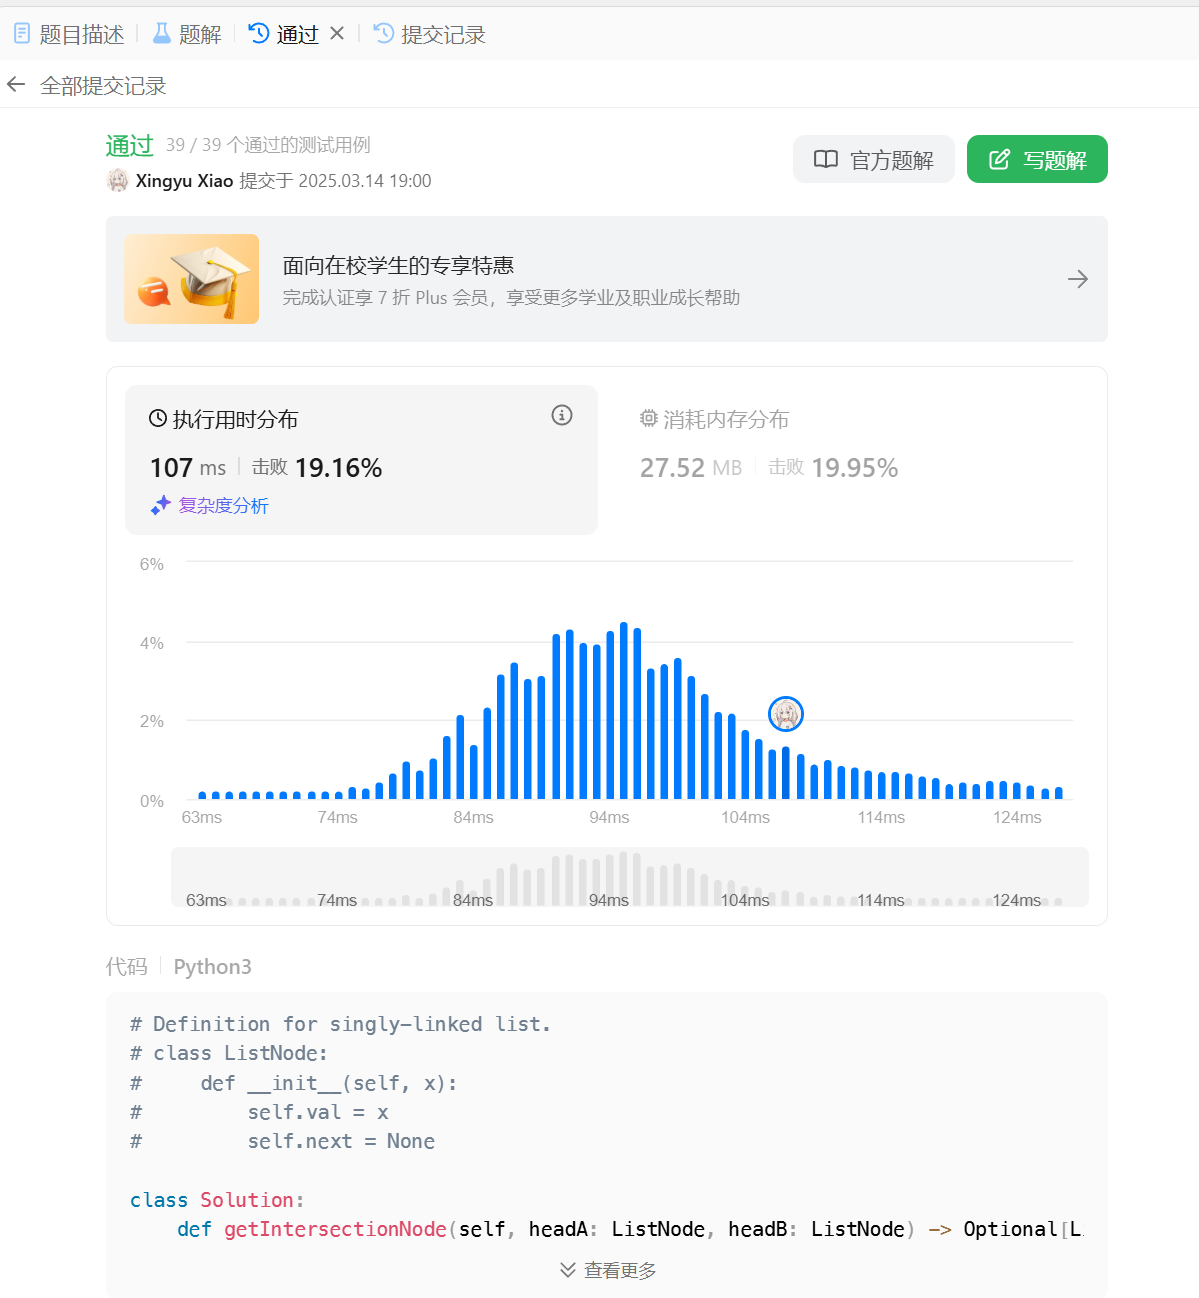 题目描述 题解 通过 提交记录
全部提交记录
通过 39 / 39 个通过的测试用例
Xingyu Xiao 提交于 2025.03.14 19:00
官方题解 写题解
面向在校学生的专享特惠
完成认证享 7 折 Plus 会员，享受更多学业及职业成长帮助
执行用时分布
107 ms 击败 19.16%
复杂度分析
消耗内存分布
27.52 MB 击败 19.95%
6%
4%
2%
0%
63ms 74ms 84ms 94ms 104ms 114ms 124ms
63ms 74ms 84ms 94ms 104ms 114ms 124ms
代码 Python3
# Definition for singly-linked list.
# class ListNode:
#     def __init__(self, x):
#         self.val = x
#         self.next = None
class Solution:
    def getIntersectionNode(self, headA: ListNode, headB: ListNode) -> Optional[L
查看更多